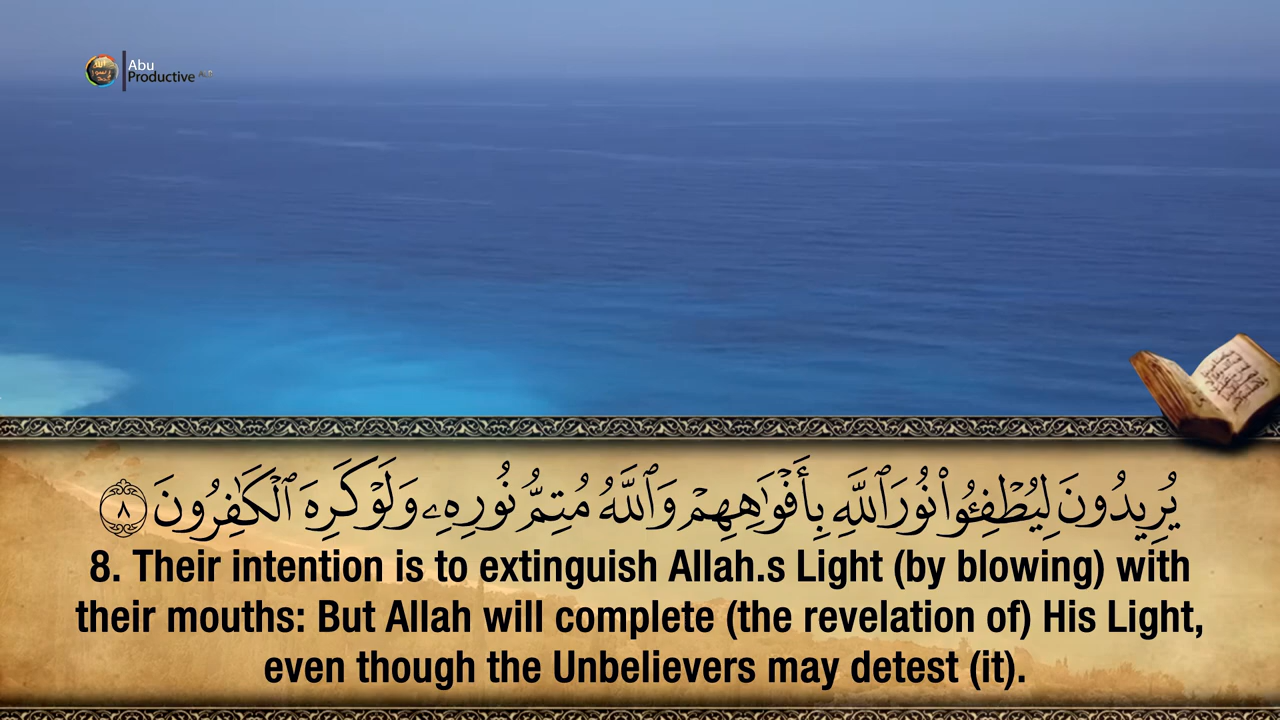 Abu
Productive
يُرِيدُونَ لِيُطْفِـُٔوا۟ نُورَ ٱللَّهِ بِأَفْوَٰهِهِمْ وَٱللَّهُ مُتِمُّ نُورِهِۦ وَلَوْ كَرِهَ ٱلْكَٰفِرُونَ ٨
8. Their intention is to extinguish Allah.s Light (by blowing) with
their mouths: But Allah will complete (the revelation of) His Light,
even though the Unbelievers may detest (it).